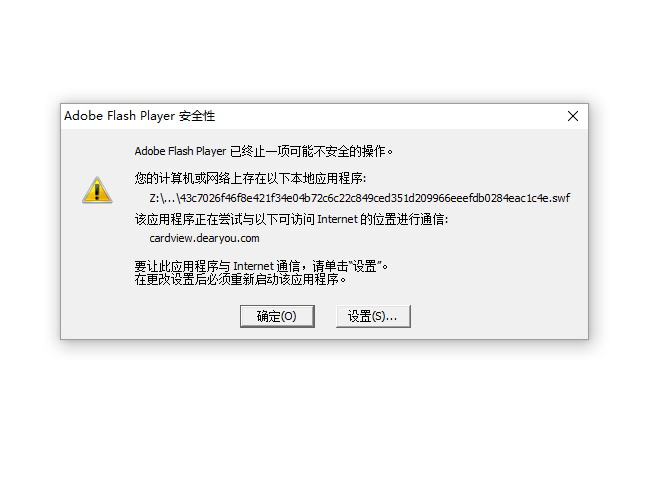 Adobe Flash Player 安全性
Adobe Flash Player 已终止一项可能不安全的操作。
您的计算机或网络上存在以下本地应用程序:
Z:\...\43c7026f46f8e421f34e04b72c6c22c849ced351d209966eeefdb0284eac1c4e.swf
该应用程序正在尝试与以下可访问 Internet 的位置进行通信:
cardview.dearyou.com
要让此应用程序与 Internet 通信，请单击“设置”。
在更改设置后必须重新启动该应用程序。
确定(O)
设置(S)...